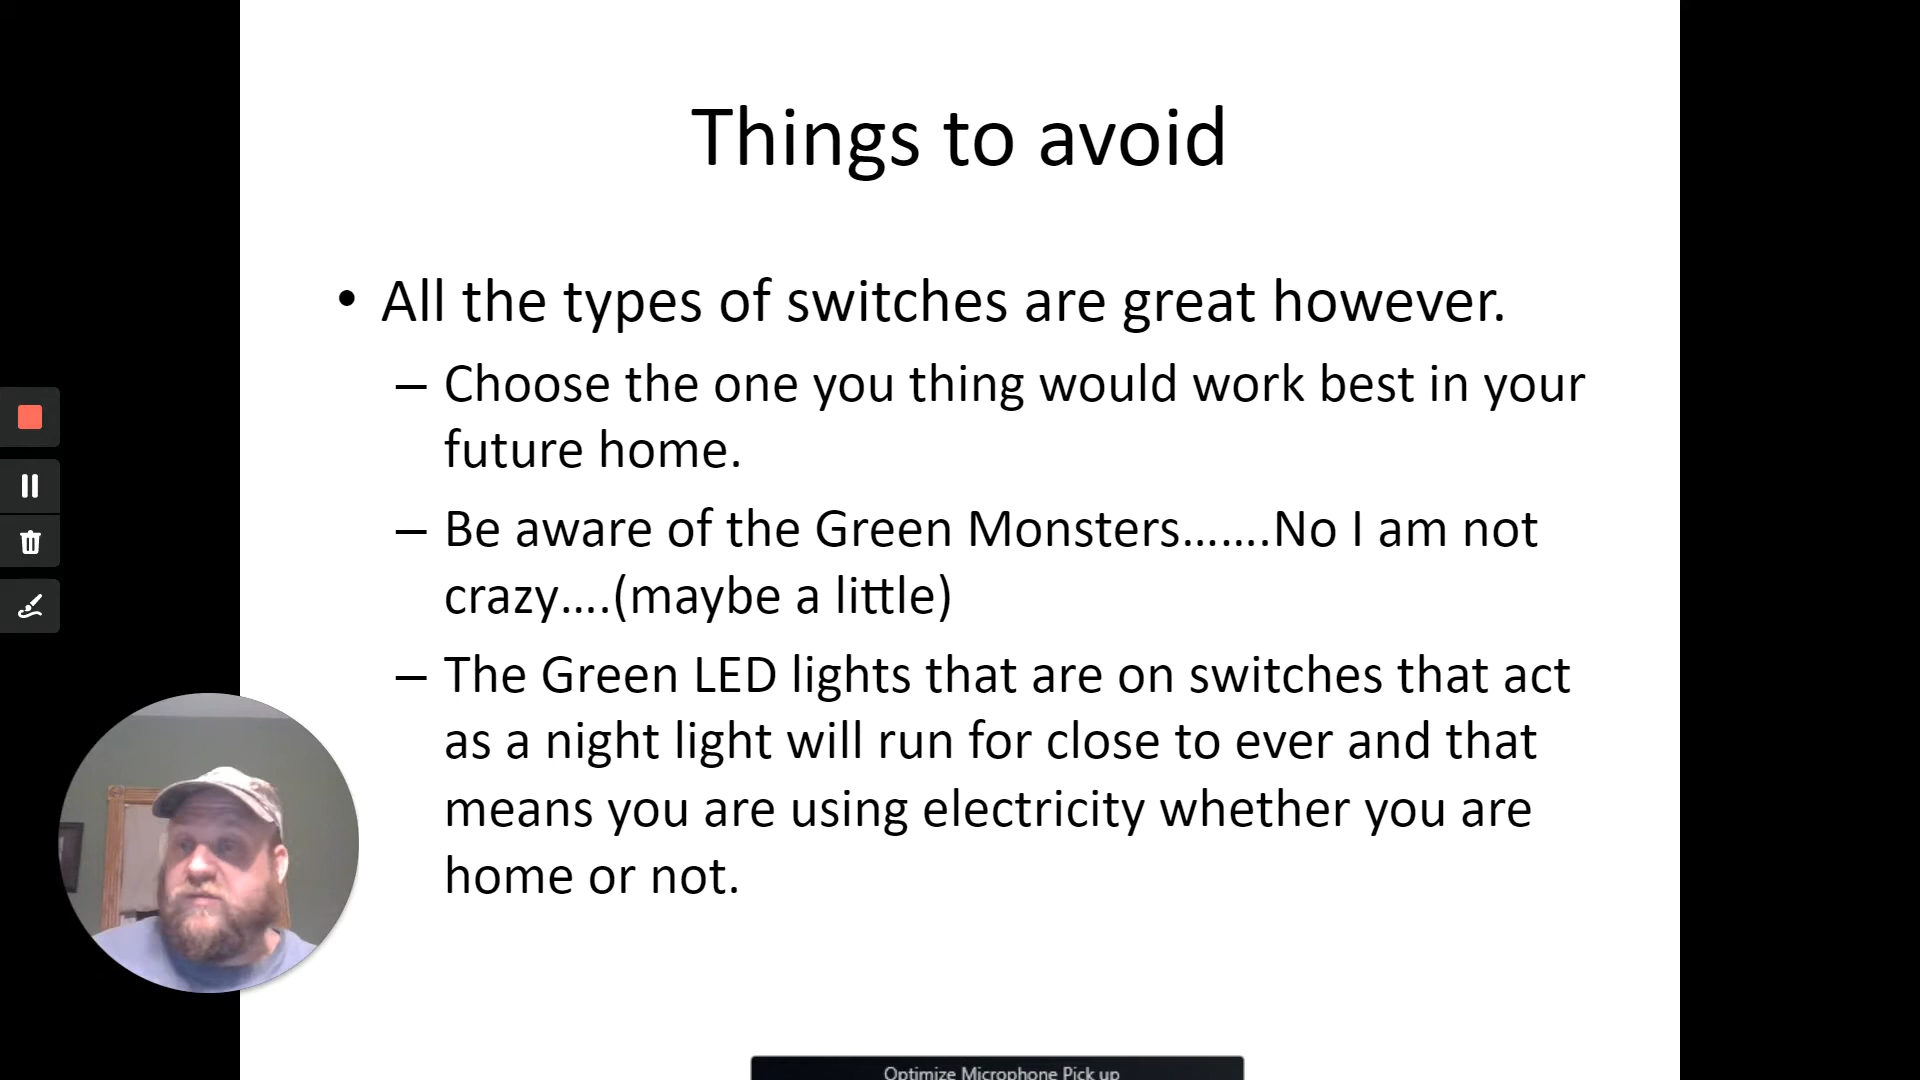 Things to avoid
• All the types of switches are great however.
– Choose the one you thing would work best in your
future home.
– Be aware of the Green Monsters…….No I am not
crazy….(maybe a little)
– The Green LED lights that are on switches that act
as a night light will run for close to ever and that
means you are using electricity whether you are
home or not.
Optimize Microphone Pick up